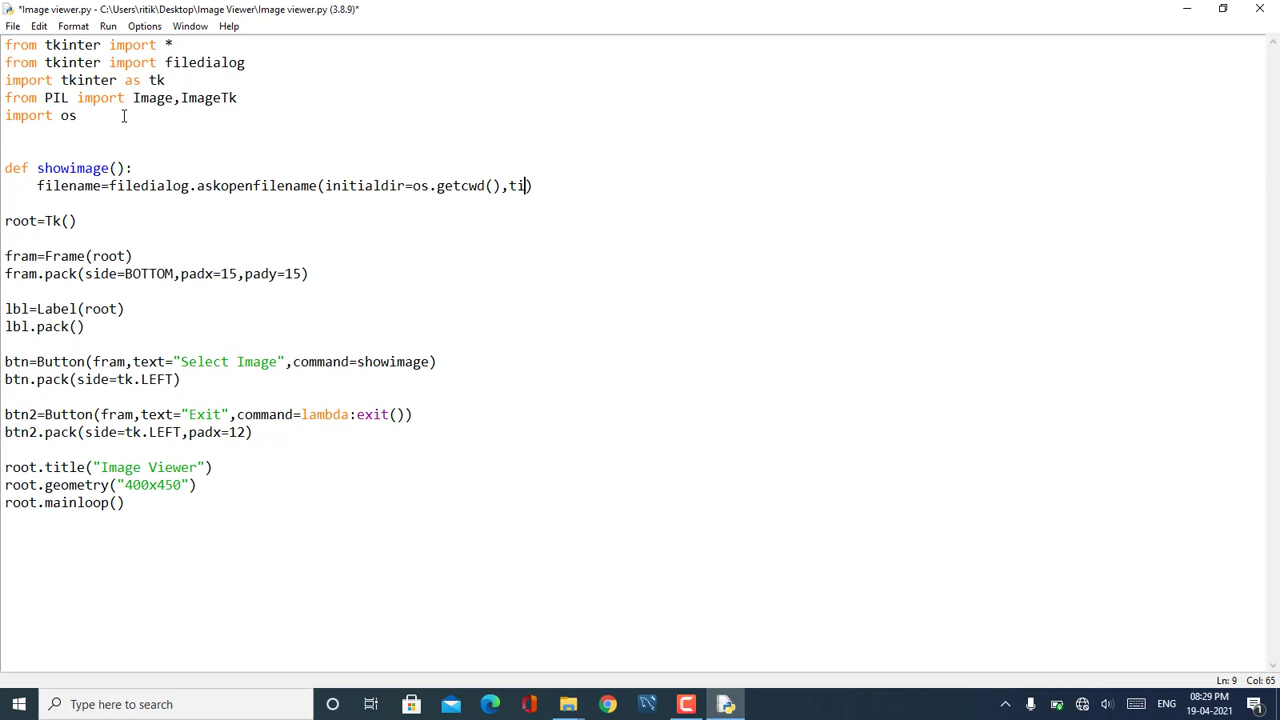 *Image viewer.py - C:\Users\ritik\Desktop\Image Viewer\Image viewer.py (3.8.9)*
File Edit Format Run Options Window Help
from tkinter import *
from tkinter import filedialog
import tkinter as tk
from PIL import Image,ImageTk
import os
def showimage():
    filename=filedialog.askopenfilename(initialdir=os.getcwd(),ti)
root=Tk()
fram=Frame(root)
fram.pack(side=BOTTOM,padx=15,pady=15)
lbl=Label(root)
lbl.pack()
btn=Button(fram,text="Select Image",command=showimage)
btn.pack(side=tk.LEFT)
btn2=Button(fram,text="Exit",command=lambda:exit())
btn2.pack(side=tk.LEFT,padx=12)
root.title("Image Viewer")
root.geometry("400x450")
root.mainloop()
Ln: 9 Col: 65
Type here to search
ENG
08:29 PM
19-04-2021
1